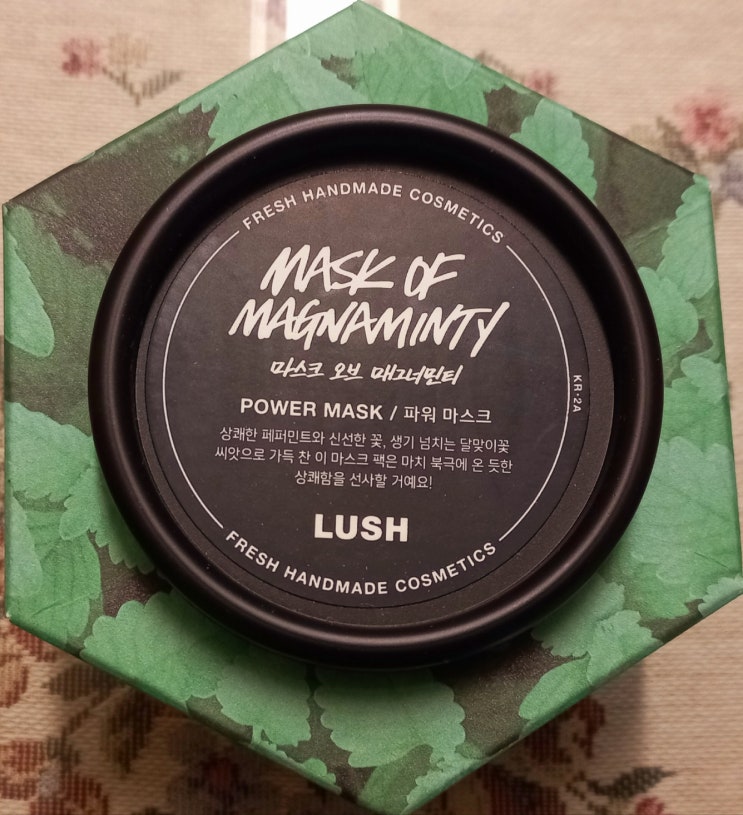 FRESH HANDMADE COSMETICS
MASK OF
MAGNAMINTY
마스크 오브 매그너민티
POWER MASK / 파워 마스크
상쾌한 페퍼민트와 신선한 꽃, 생기 넘치는 달맞이꽃
씨앗으로 가득 찬 이 마스크 팩은 마치 북극에 온 듯한
상쾌함을 선사할 거예요!
LUSH
FRESH HANDMADE COSMETICS
KR-2A